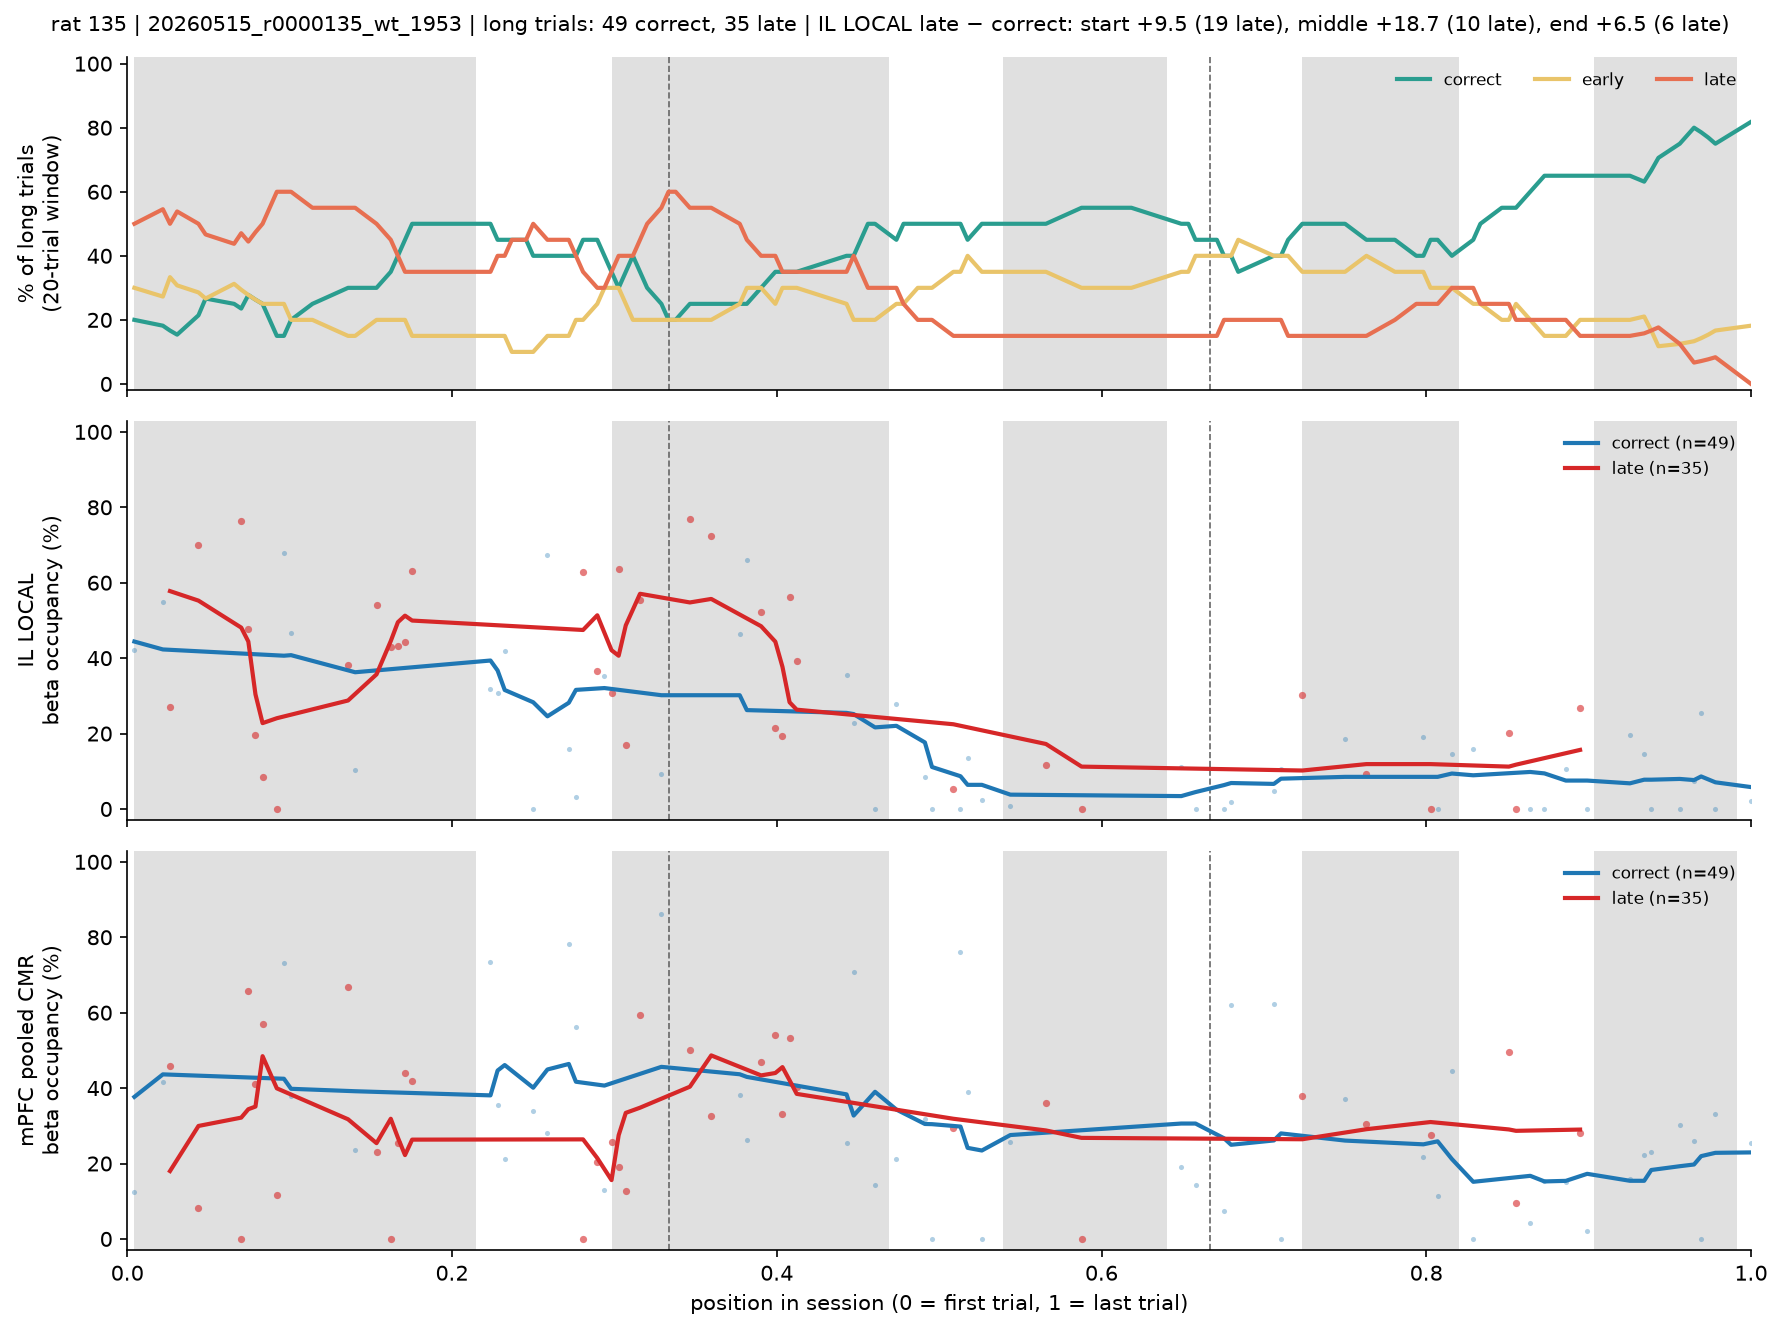 rat 135 | 20260515_r0000135_wt_1953 | long trials: 49 correct, 35 late | IL LOCAL late − correct: start +9.5 (19 late), middle +18.7 (10 late), end +6.5 (6 late)
% of long trials
(20-trial window)
100
80
60
40
20
0
correct
early
late
IL LOCAL
beta occupancy (%)
100
80
60
40
20
0
correct (n=49)
late (n=35)
mPFC pooled CMR
beta occupancy (%)
100
80
60
40
20
0
correct (n=49)
late (n=35)
0.0 0.2 0.4 0.6 0.8 1.0
position in session (0 = first trial, 1 = last trial)